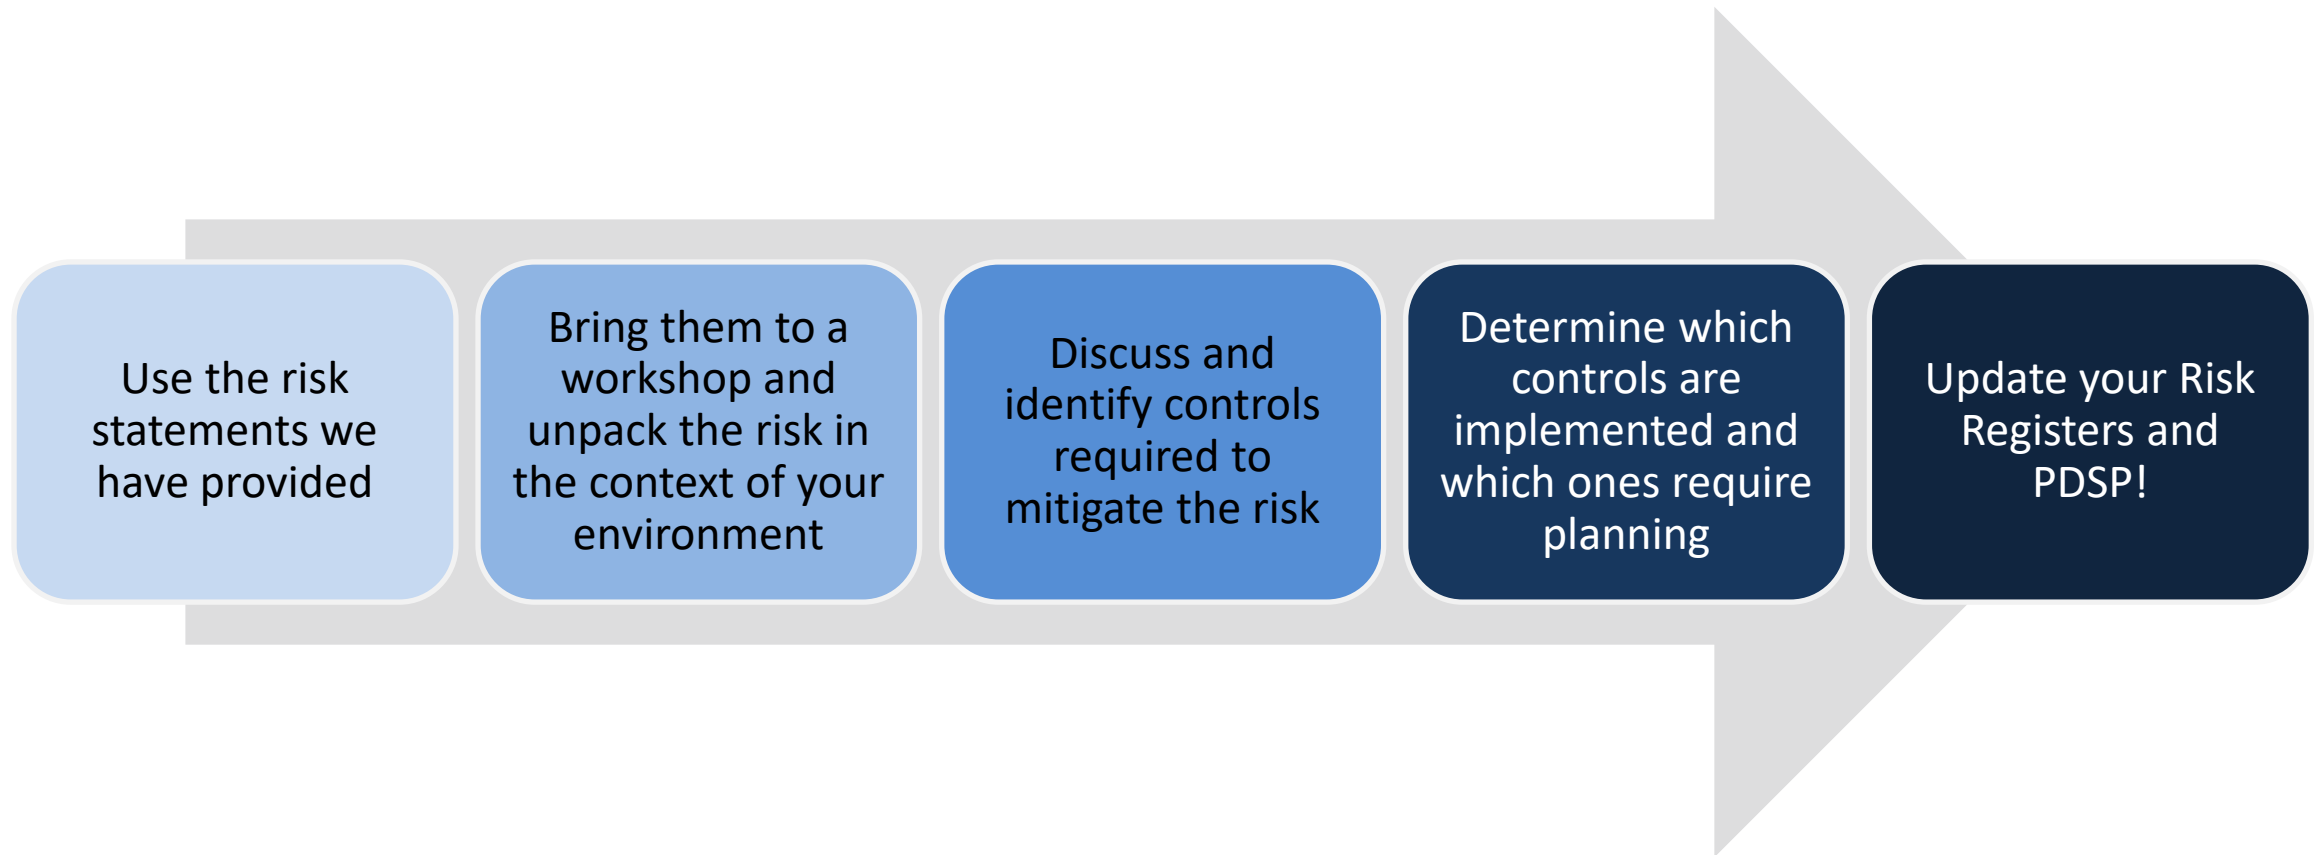 Use the risk
statements we
have provided
Bring them to a
workshop and
unpack the risk in
the context of your
environment
Discuss and
identify controls
required to
mitigate the risk
Determine which
controls are
implemented and
which ones require
planning
Update your Risk
Registers and
PDSP!